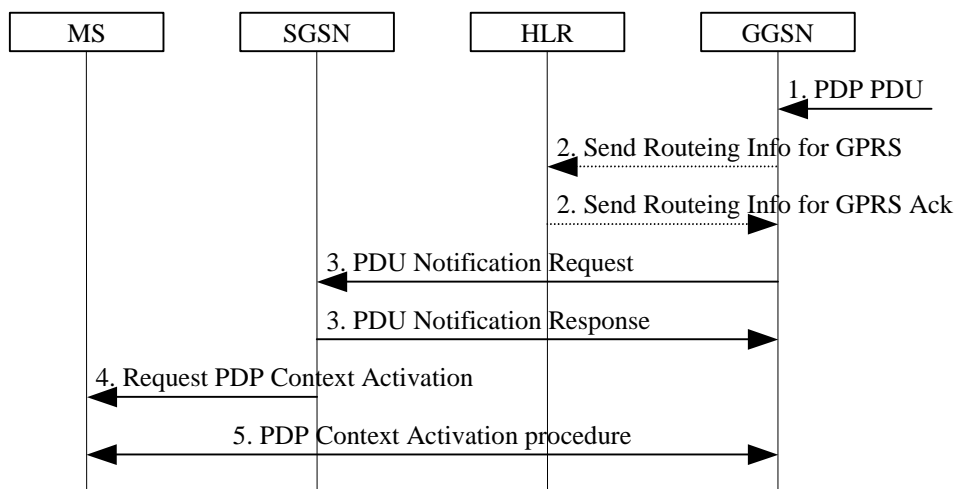 MS
SGSN
HLR
GGSN
1. PDP PDU
2. Send Routeing Info for GPRS
2. Send Routeing Info for GPRS Ack
3. PDU Notification Request
3. PDU Notification Response
4. Request PDP Context Activation
5. PDP Context Activation procedure